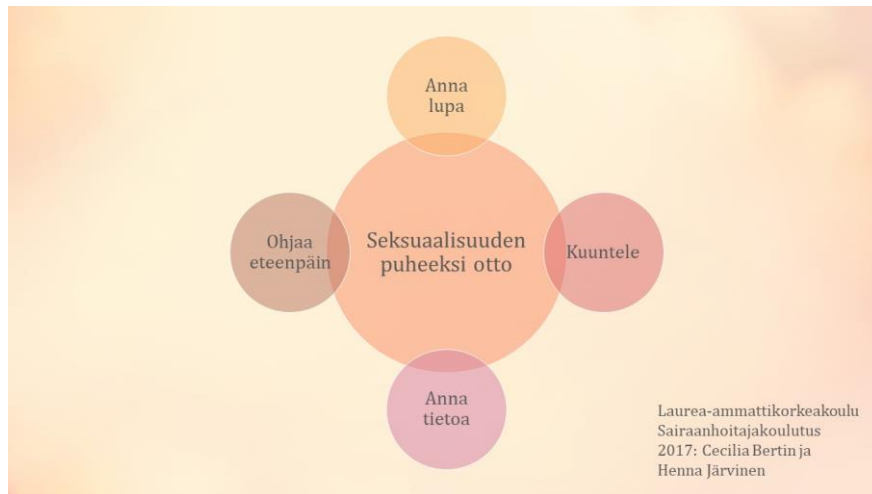 Anna
lupa
Ohjaa
eteenpäin
Seksuaalisuuden
puheeksi otto
Kuuntele
Anna
tietoa
Laurea-ammattikorkeakoulu
Sairaanhoitajakoulutus
2017: Cecilia Bertin ja
Henna Järvinen